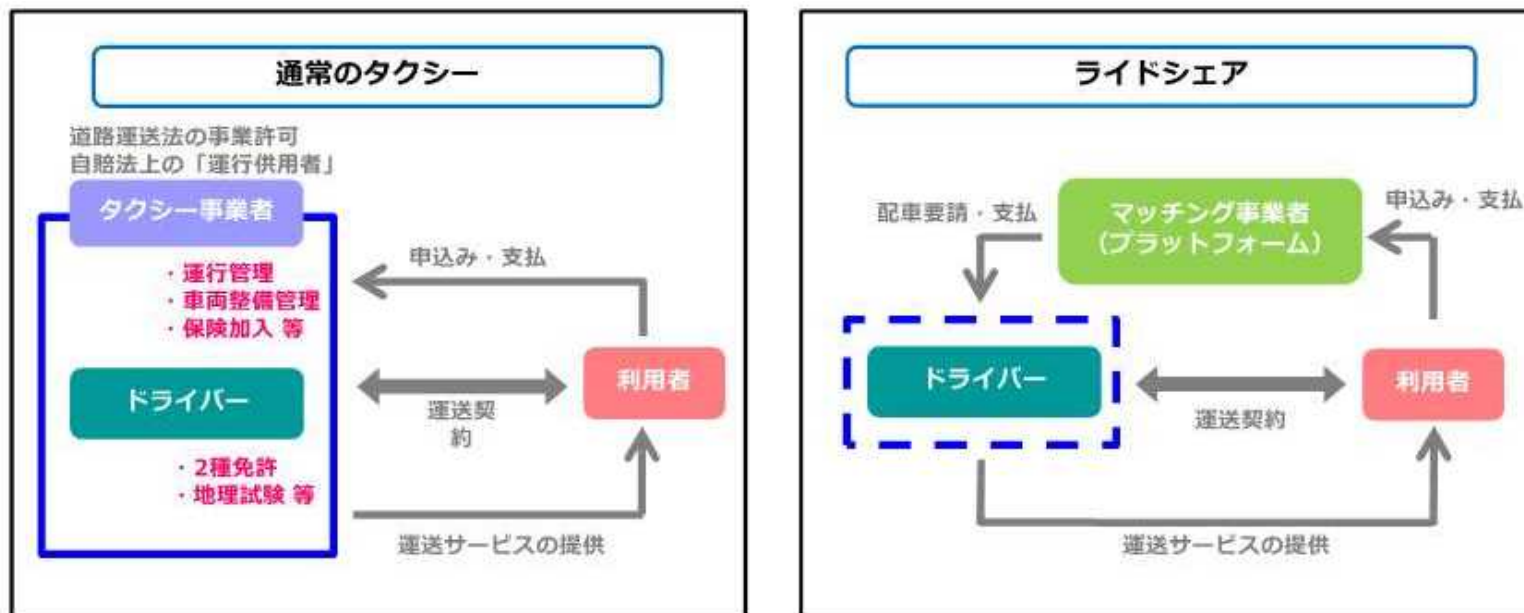 通常のタクシー
道路運送法の事業許可
自賠法上の「運行供用者」
タクシー事業者
・運行管理
・車両整備管理
・保険加入 等
ドライバー
・2種免許
・地理試験 等
申込み・支払
利用者
運送契
約
運送サービスの提供
ライドシェア
配車要請・支払
マッチング事業者
（プラットフォーム）
申込み・支払
ドライバー
利用者
運送契約
運送サービスの提供